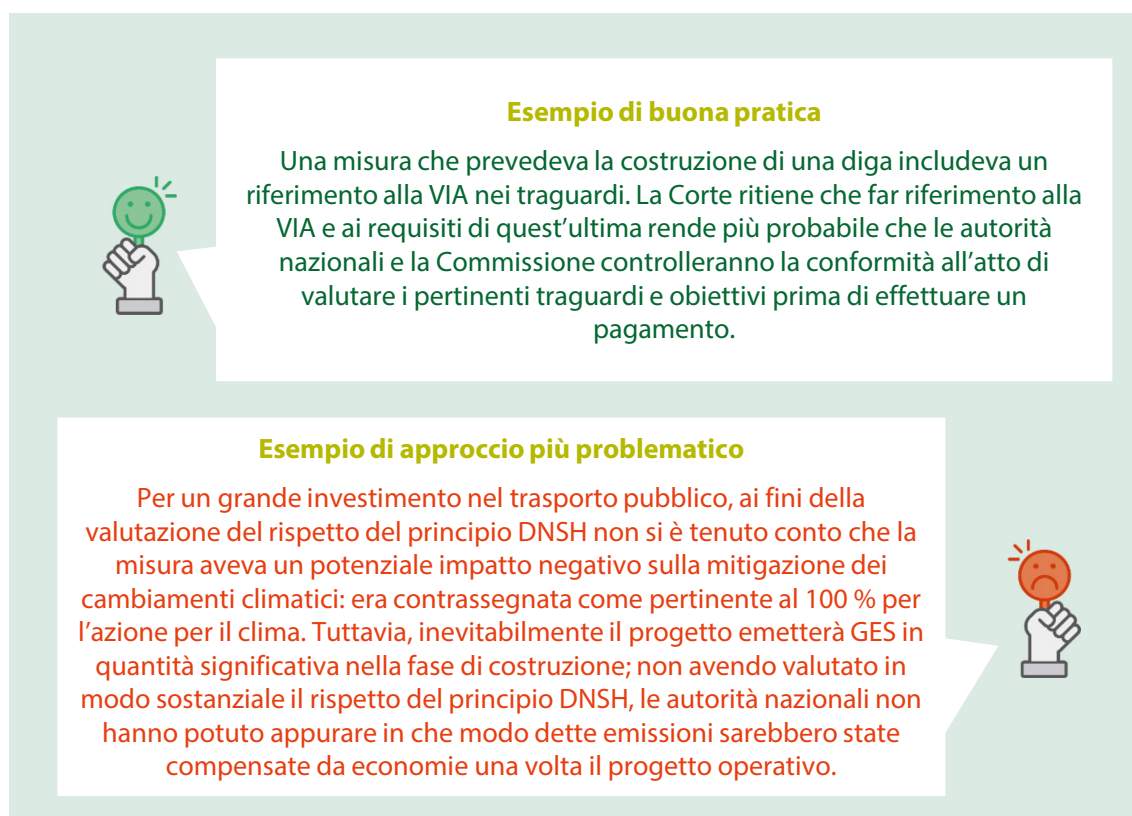 Esempio di buona pratica
Una misura che prevedeva la costruzione di una diga includeva un
riferimento alla VIA nei traguardi. La Corte ritiene che far riferimento alla
VIA e ai requisiti di quest’ultima rende più probabile che le autorità
nazionali e la Commissione controlleranno la conformità all’atto di
valutare i pertinenti traguardi e obiettivi prima di effettuare un
pagamento.
Esempio di approccio più problematico
Per un grande investimento nel trasporto pubblico, ai fini della
valutazione del rispetto del principio DNSH non si è tenuto conto che la
misura aveva un potenziale impatto negativo sulla mitigazione dei
cambiamenti climatici: era contrassegnata come pertinente al 100 % per
l’azione per il clima. Tuttavia, inevitabilmente il progetto emetterà GES in
quantità significativa nella fase di costruzione; non avendo valutato in
modo sostanziale il rispetto del principio DNSH, le autorità nazionali non
hanno potuto appurare in che modo dette emissioni sarebbero state
compensate da economie una volta il progetto operativo.